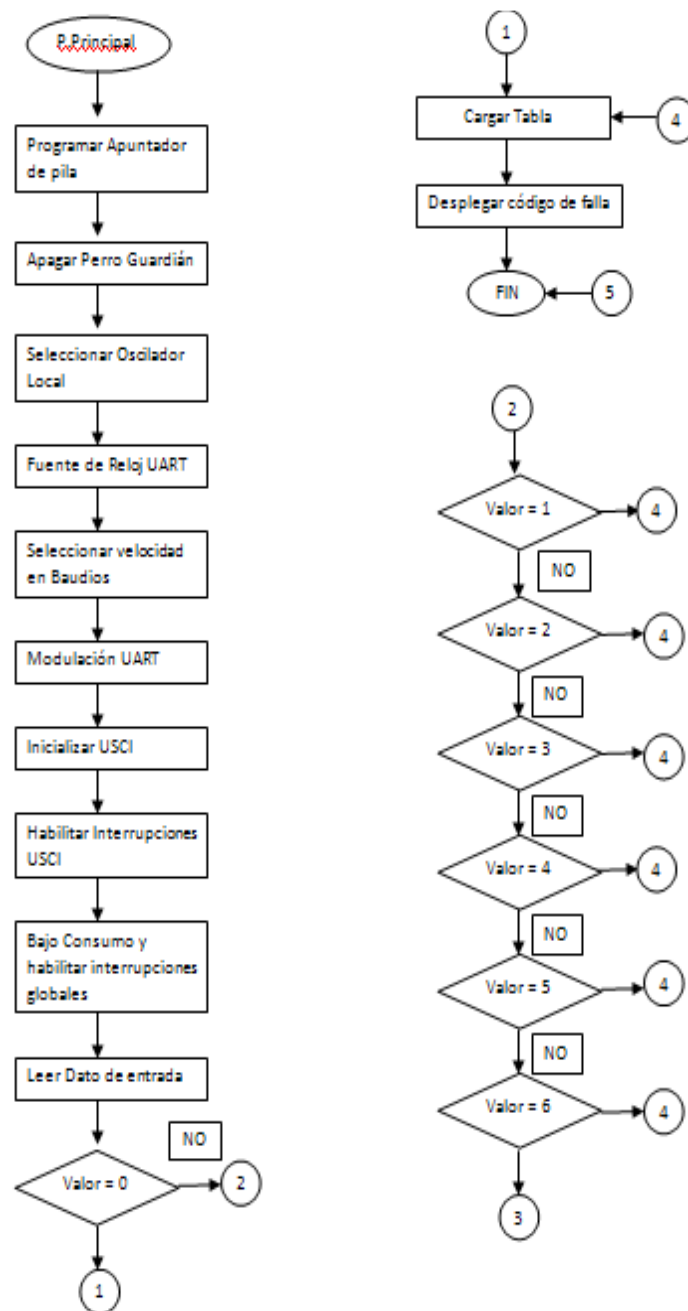 P.Principal
Programar Apuntador
de pila
Apagar Perro Guardián
Seleccionar Oscilador
Local
Fuente de Reloj UART
Seleccionar velocidad
en Baudios
Modulación UART
Inicializar USCI
Habilitar Interrupciones
USCI
Bajo Consumo y
habilitar interrupciones
globales
Leer Dato de entrada
NO
Valor = 0
2
1
1
Cargar Tabla
4
Desplegar código de falla
FIN
5
2
Valor = 1
4
NO
Valor = 2
4
NO
Valor = 3
4
NO
Valor = 4
4
NO
Valor = 5
4
NO
Valor = 6
4
3